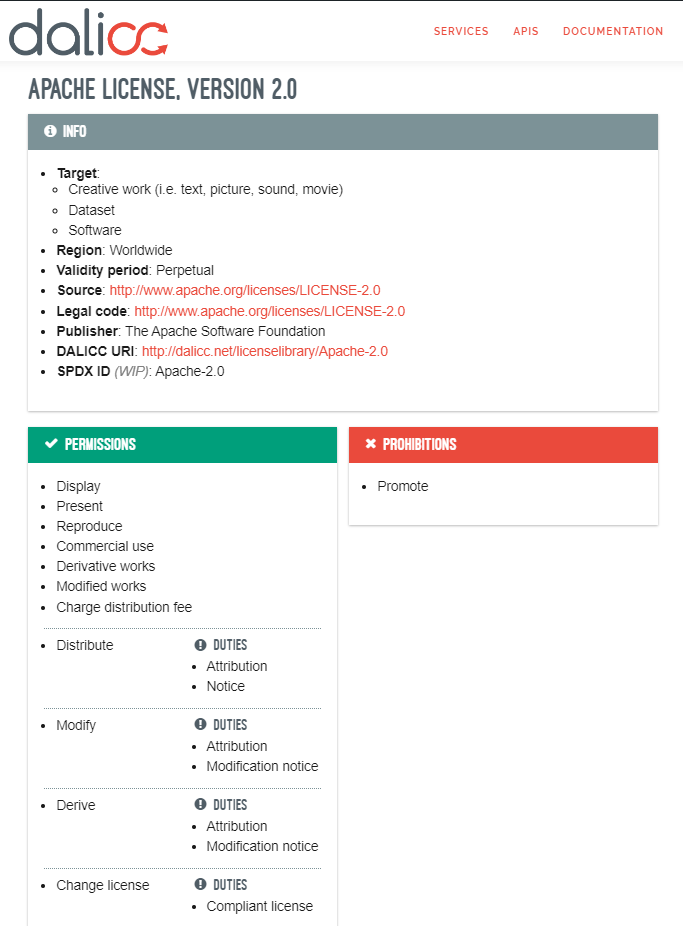 dalicc
SERVICES APIS DOCUMENTATION
APACHE LICENSE, VERSION 2.0
INFO
Target:
Creative work (i.e. text, picture, sound, movie)
Dataset
Software
Region: Worldwide
Validity period: Perpetual
Source: http://www.apache.org/licenses/LICENSE-2.0
Legal code: http://www.apache.org/licenses/LICENSE-2.0
Publisher: The Apache Software Foundation
DALICC URI: http://dalicc.net/licenselibrary/Apache-2.0
SPDX ID (WIP): Apache-2.0
PERMISSIONS
Display
Present
Reproduce
Commercial use
Derivative works
Modified works
Charge distribution fee
Distribute
DUTIES
Attribution
Notice
Modify
DUTIES
Attribution
Modification notice
Derive
DUTIES
Attribution
Modification notice
Change license
DUTIES
Compliant license
PROHIBITIONS
Promote